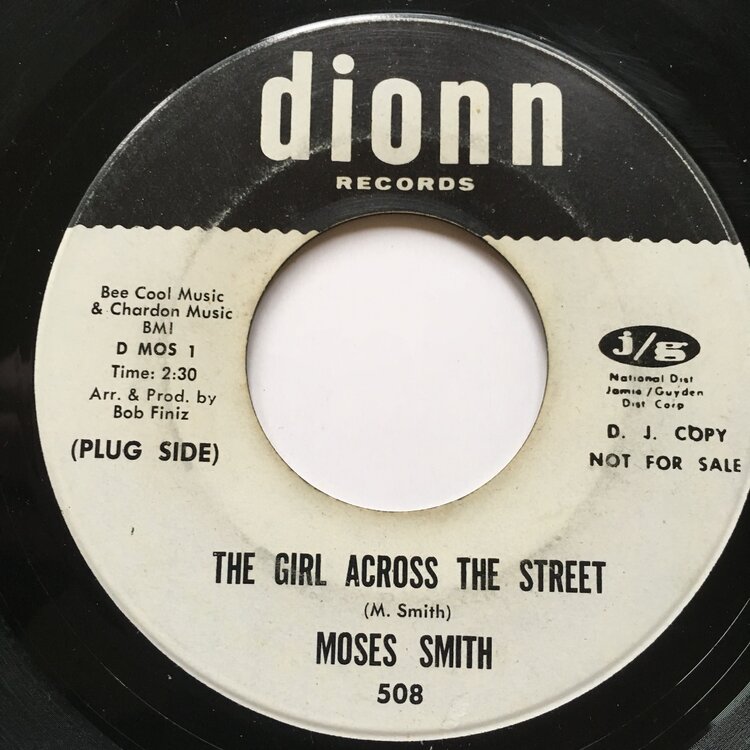 dionn
RECORDS
Bee Cool Music
& Chardon Music
BMI
D MOS 1
Time: 2:30
Arr. & Prod. by
Bob Finiz
(PLUG SIDE)
j/g
National Dist
Jamie/Guyden
Dist Corp
D. J. COPY
NOT FOR SALE
THE GIRL ACROSS THE STREET
(M. Smith)
MOSES SMITH
508